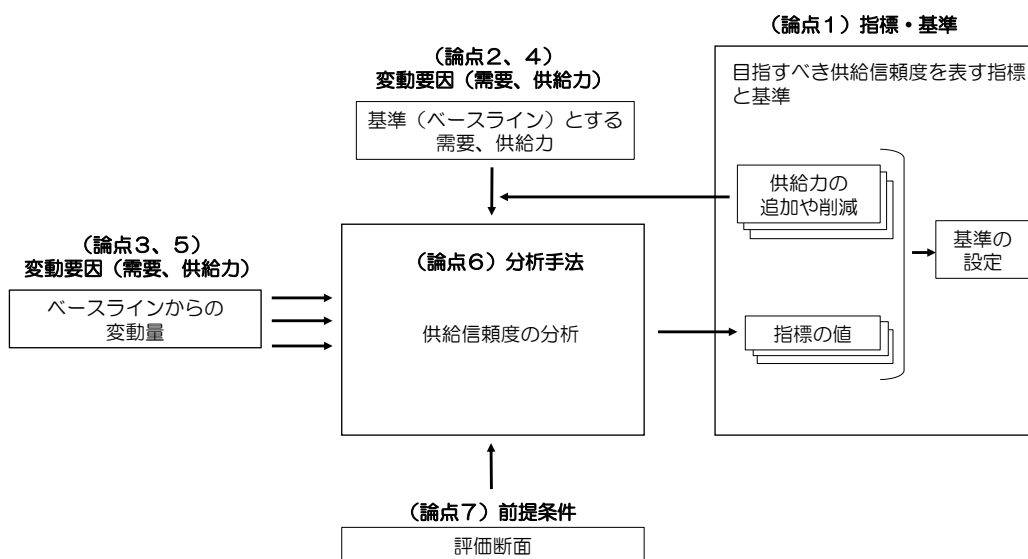 (論点1)指標・基準
目指すべき供給信頼度を表す指標
と基準
(論点2、4)
変動要因(需要、供給力)
基準(ベースライン)とする
需要、供給力
供給力の
追加や削減
基準の
設定
(論点3、5)
変動要因(需要、供給力)
ベースラインからの
変動量
(論点6)分析手法
供給信頼度の分析
指標の値
(論点7)前提条件
評価断面